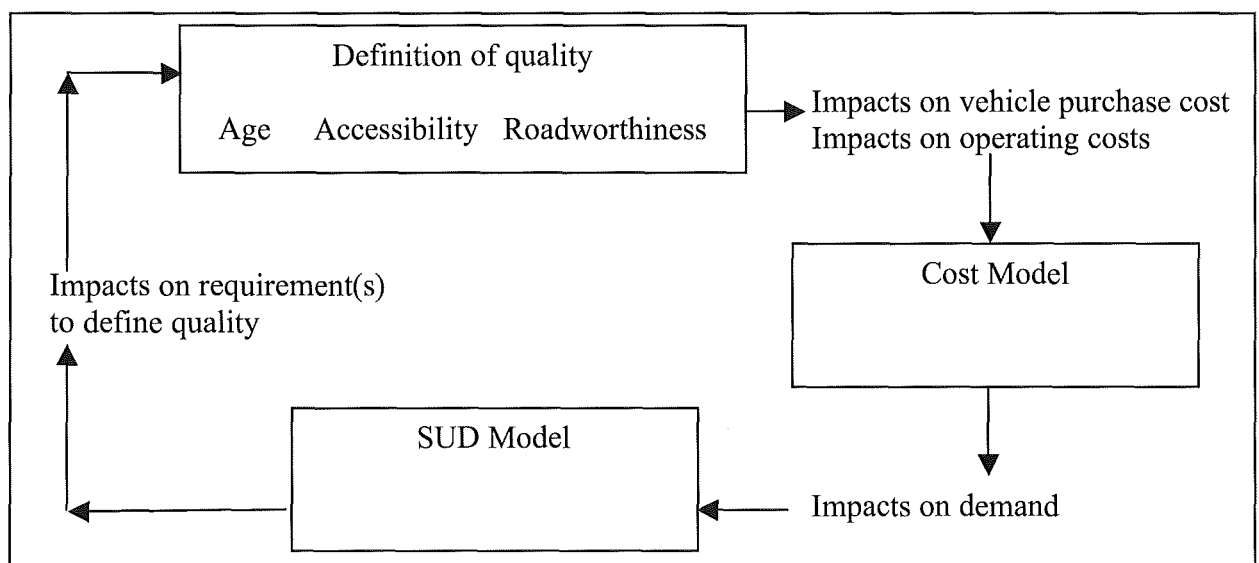 Definition of quality
Age Accessibility Roadworthiness
Impacts on vehicle purchase cost
Impacts on operating costs
Cost Model
Impacts on demand
SUD Model
Impacts on requirement(s)
to define quality